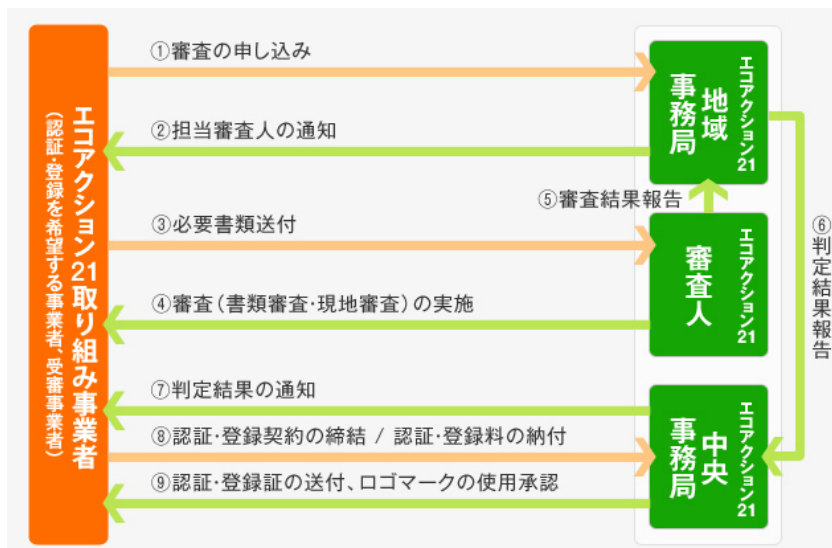 エコアクション21取り組み事業者
（認証・登録を希望する事業者、受審事業者）
①審査の申し込み
②担当審査人の通知
③必要書類送付
④審査（書類審査・現地審査）の実施
⑤審査結果報告
⑥判定結果報告
⑦判定結果の通知
⑧認証・登録契約の締結 / 認証・登録料の納付
⑨認証・登録証の送付、ロゴマークの使用承認
エコアクション21
地域
事務局
エコアクション21
審査人
エコアクション21
中央
事務局